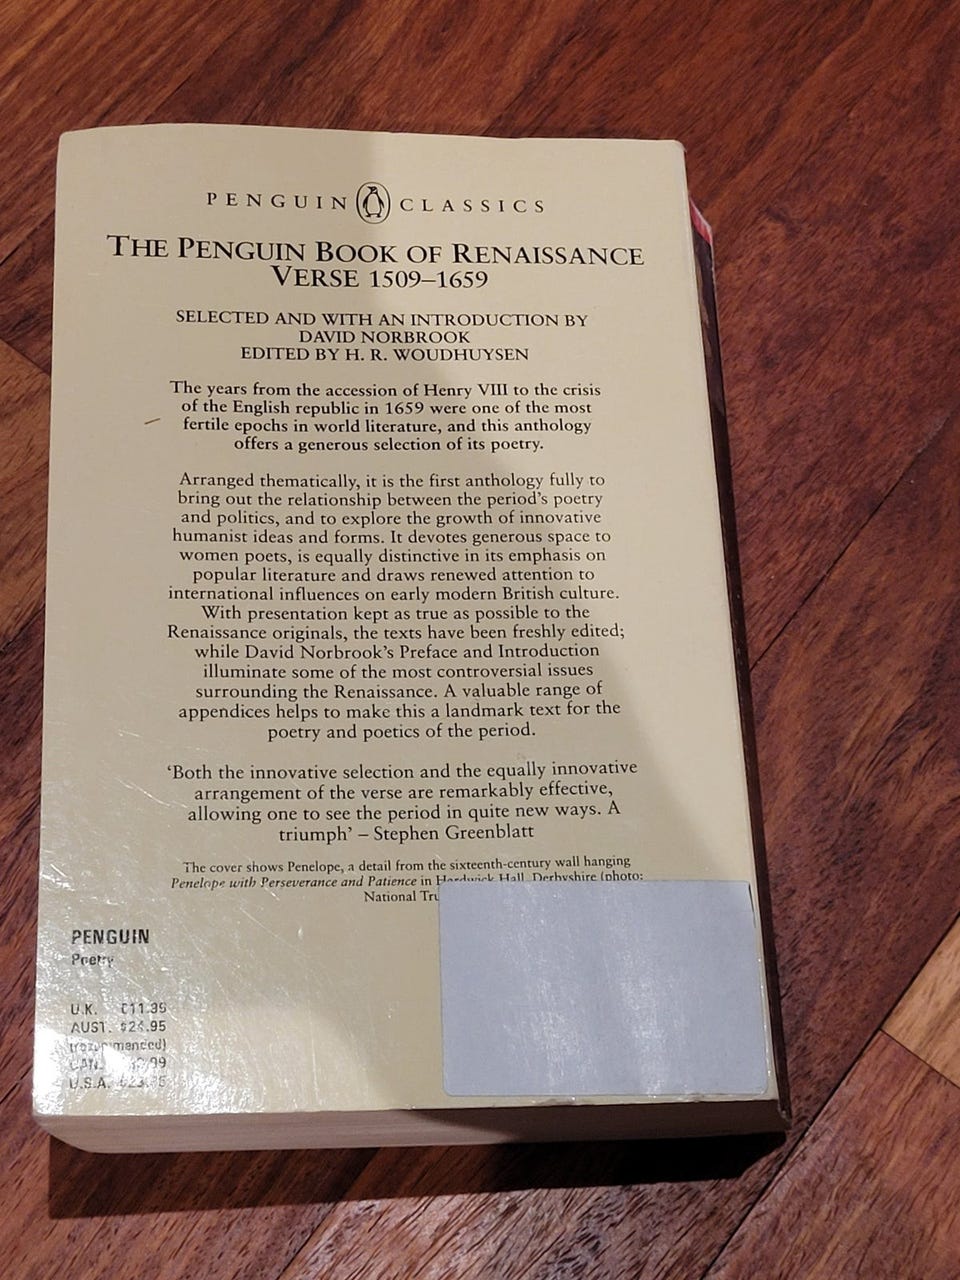 PENGUIN CLASSICS
THE PENGUIN BOOK OF RENAISSANCE
VERSE 1509–1659
SELECTED AND WITH AN INTRODUCTION BY
DAVID NORBROOK
EDITED BY H. R. WOUDHUYSEN
The years from the accession of Henry VIII to the crisis
of the English republic in 1659 were one of the most
fertile epochs in world literature, and this anthology
offers a generous selection of its poetry.
Arranged thematically, it is the first anthology fully to
bring out the relationship between the period's poetry
and politics, and to explore the growth of innovative
humanist ideas and forms. It devotes generous space to
women poets, is equally distinctive in its emphasis on
popular literature and draws renewed attention to
international influences on early modern British culture.
With presentation kept as true as possible to the
Renaissance originals, the texts have been freshly edited;
while David Norbrook's Preface and Introduction
illuminate some of the most controversial issues
surrounding the Renaissance. A valuable range of
appendices helps to make this a landmark text for the
poetry and poetics of the period.
‘Both the innovative selection and the equally innovative
arrangement of the verse are remarkably effective,
allowing one to see the period in quite new ways. A
triumph’ – Stephen Greenblatt
The cover shows Penelope, a detail from the sixteenth-century wall hanging
Penelope with Perseverance and Patience in Hardwick Hall, Derbyshire (photo:
National
PENGUIN
Poetry
U.K. £11.99
AUST. $24.95
(recommended)
CAN.
U.S.A.